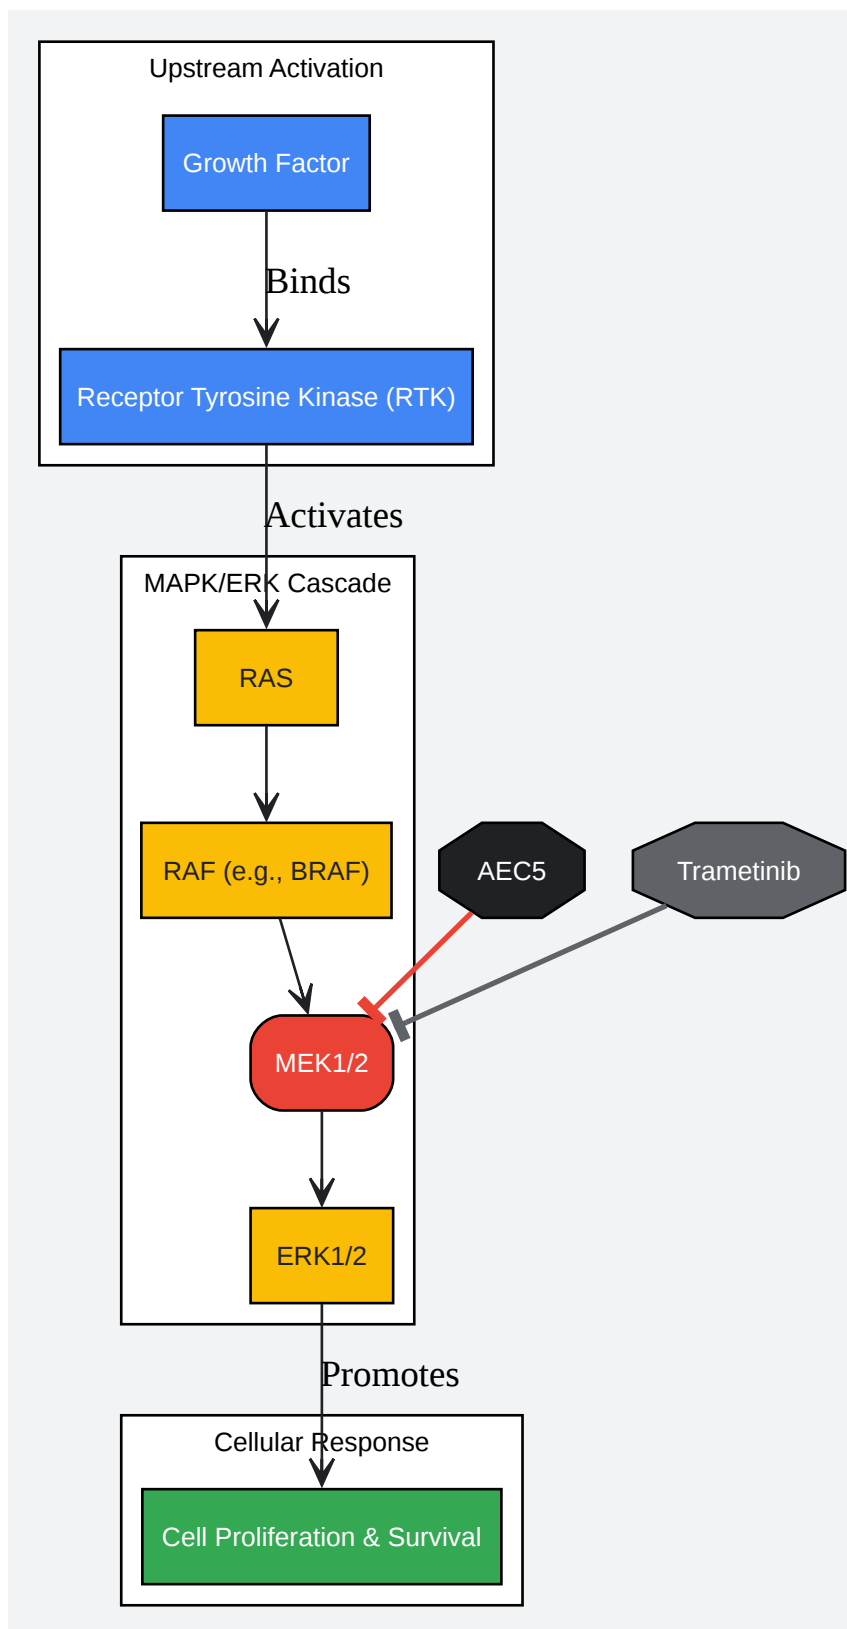 Upstream Activation
Growth Factor
Binds
Receptor Tyrosine Kinase (RTK)
Activates
MAPK/ERK Cascade
RAS
RAF (e.g., BRAF)
AEC5
Trametinib
MEK1/2
ERK1/2
Promotes
Cellular Response
Cell Proliferation & Survival